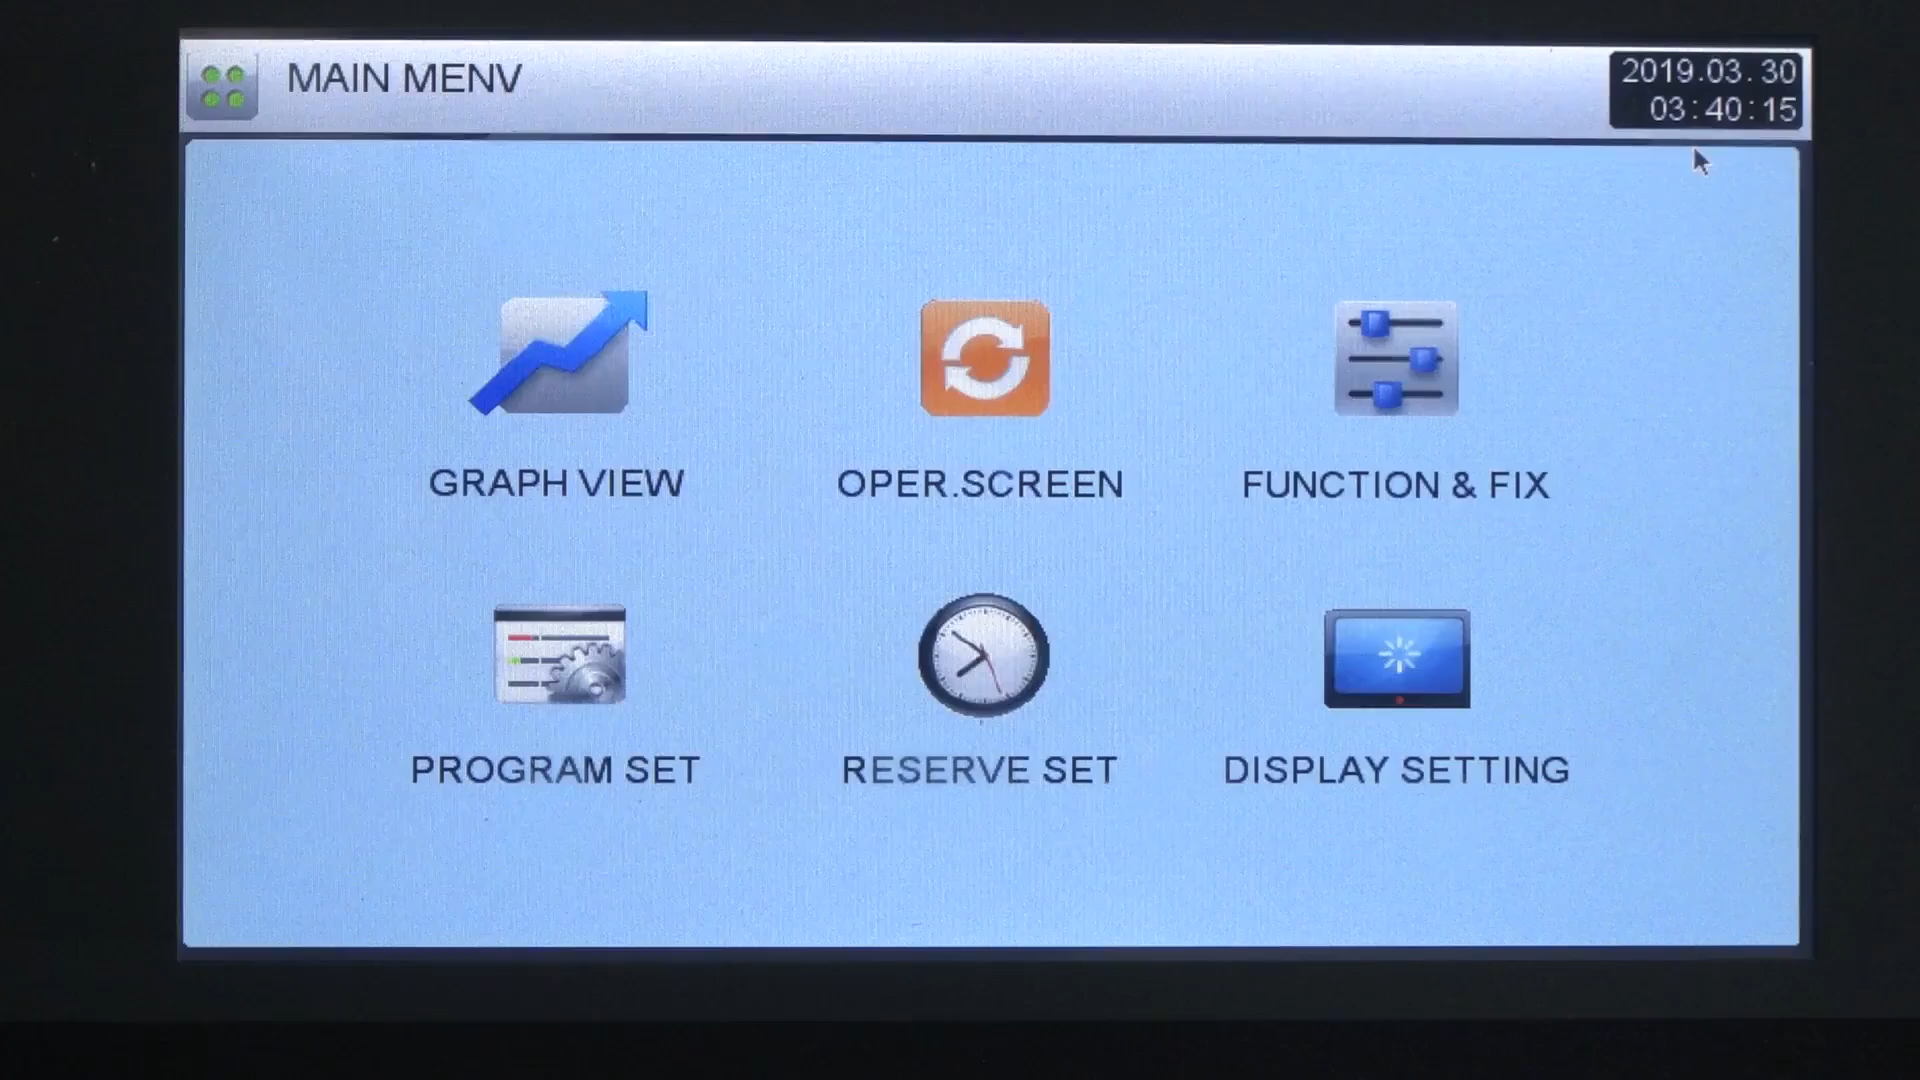 MAIN MENV
2019.03.30
03:40:15
GRAPH VIEW
OPER.SCREEN
FUNCTION & FIX
PROGRAM SET
RESERVE SET
DISPLAY SETTING